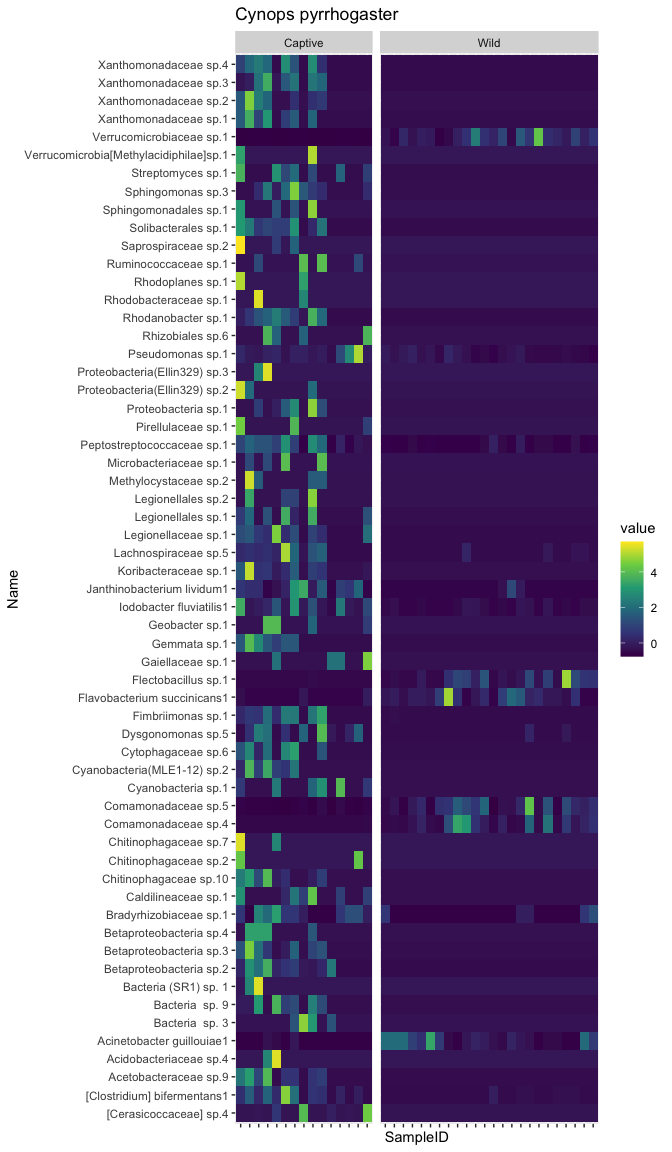 Cynops pyrrhogaster
Captive
Wild
Xanthomonadaceae sp.4
Xanthomonadaceae sp.3
Xanthomonadaceae sp.2
Xanthomonadaceae sp.1
Verrucomicrobiaceae sp.1
Verrucomicrobia[Methylacidiphilae]sp.1
Streptomyces sp.1
Sphingomonas sp.3
Sphingomonadales sp.1
Solibacterales sp.1
Saprospiraceae sp.2
Ruminococcaceae sp.1
Rhodoplanes sp.1
Rhodobacteraceae sp.1
Rhodanobacter sp.1
Rhizobiales sp.6
Pseudomonas sp.1
Proteobacteria(Ellin329) sp.3
Proteobacteria(Ellin329) sp.2
Proteobacteria sp.1
Pirellulaceae sp.1
Peptostreptococcaceae sp.1
Microbacteriaceae sp.1
Methylocystaceae sp.2
Legionellales sp.2
Legionellales sp.1
Legionellaceae sp.1
Lachnospiraceae sp.5
Koribacteraceae sp.1
Janthinobacterium lividum1
Iodobacter fluviatilis1
Geobacter sp.1
Gemmata sp.1
Gaiellaceae sp.1
Flectobacillus sp.1
Flavobacterium succinicans1
Fimbriimonas sp.1
Dysgonomonas sp.5
Cytophagaceae sp.6
Cyanobacteria(MLE1-12) sp.2
Cyanobacteria sp.1
Comamonadaceae sp.5
Comamonadaceae sp.4
Chitinophagaceae sp.7
Chitinophagaceae sp.2
Chitinophagaceae sp.10
Caldilineaceae sp.1
Bradyrhizobiaceae sp.1
Betaproteobacteria sp.4
Betaproteobacteria sp.3
Betaproteobacteria sp.2
Bacteria (SR1) sp. 1
Bacteria  sp. 9
Bacteria  sp. 3
Acinetobacter guillouiae1
Acidobacteriaceae sp.4
Acetobacteraceae sp.9
[Clostridium] bifermentans1
[Cerasicoccaceae] sp.4
Name
SampleID
value
4
2
0